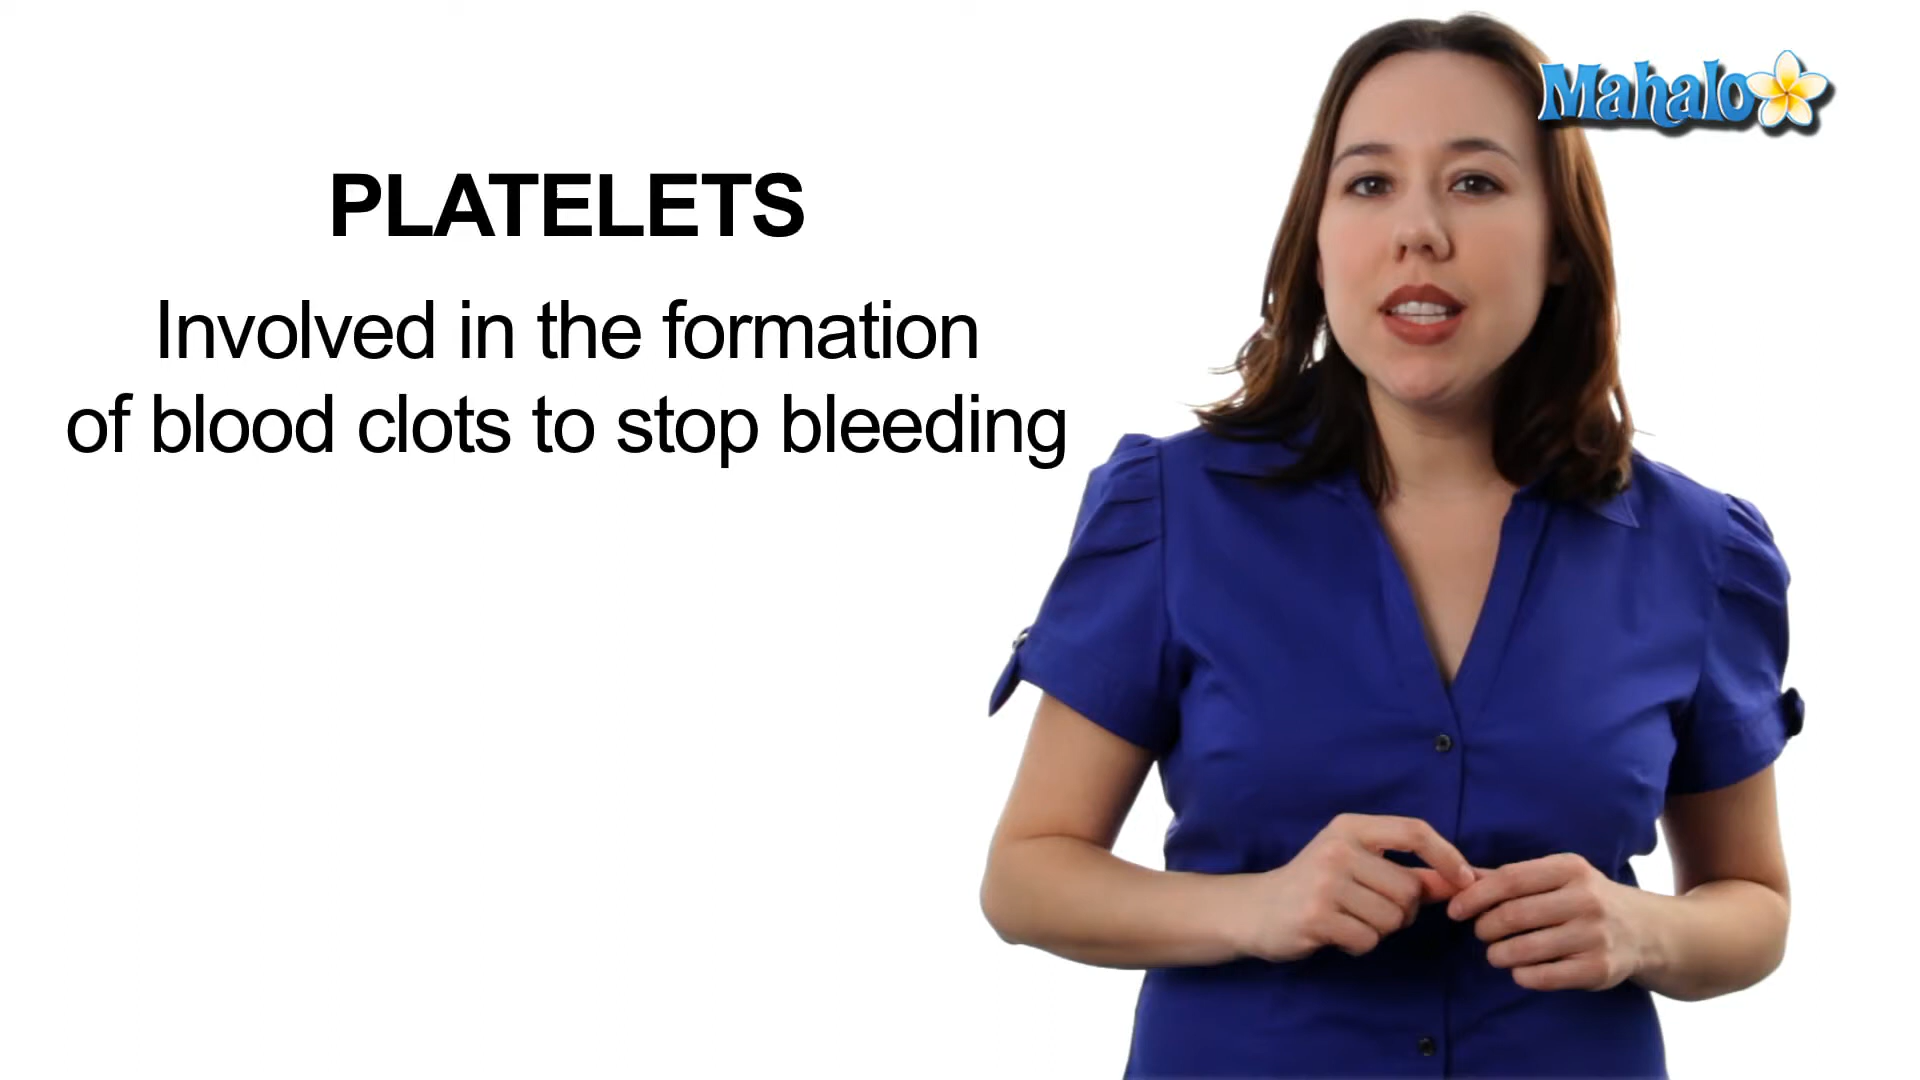 Mahalo
PLATELETS
Involved in the formation
of blood clots to stop bleeding